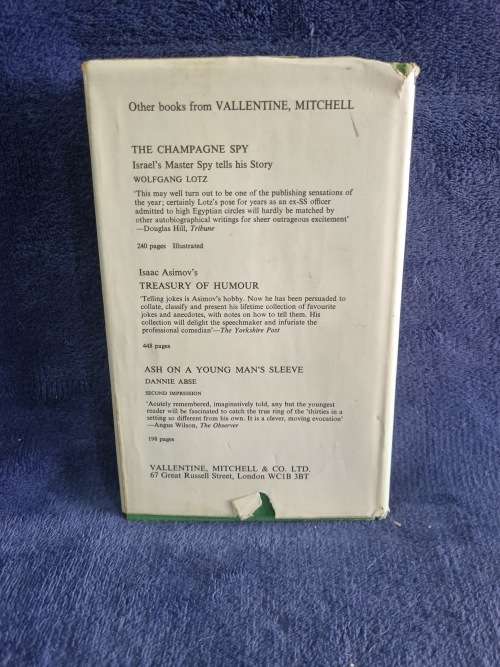 Other books from VALLENTINE, MITCHELL
THE CHAMPAGNE SPY
Israel's Master Spy tells his Story
WOLFGANG LOTZ
'This may well turn out to be one of the publishing sensations of
the year; certainly Lotz's pose for years as an ex-SS officer
admitted to high Egyptian circles will hardly be matched by
other autobiographical writings for sheer outrageous excitement'
—Douglas Hill, Tribune
240 pages Illustrated
Isaac Asimov's
TREASURY OF HUMOUR
'Telling jokes is Asimov's hobby. Now he has been persuaded to
collate, classify and present his lifetime collection of favourite
jokes and anecdotes, with notes on how to tell them. His
collection will delight the speechmaker and infuriate the
professional comedian'—The Yorkshire Post
448 pages
ASH ON A YOUNG MAN'S SLEEVE
DANNIE ABSE
SECOND IMPRESSION
'Acutely remembered, imaginatively told, any but the youngest
reader will be fascinated to catch the true ring of the 'thirties in a
setting so different from his own. It is a clever, moving evocation'
—Angus Wilson, The Observer
198 pages
VALLENTINE, MITCHELL & CO. LTD.
67 Great Russell Street, London WC1B 3BT